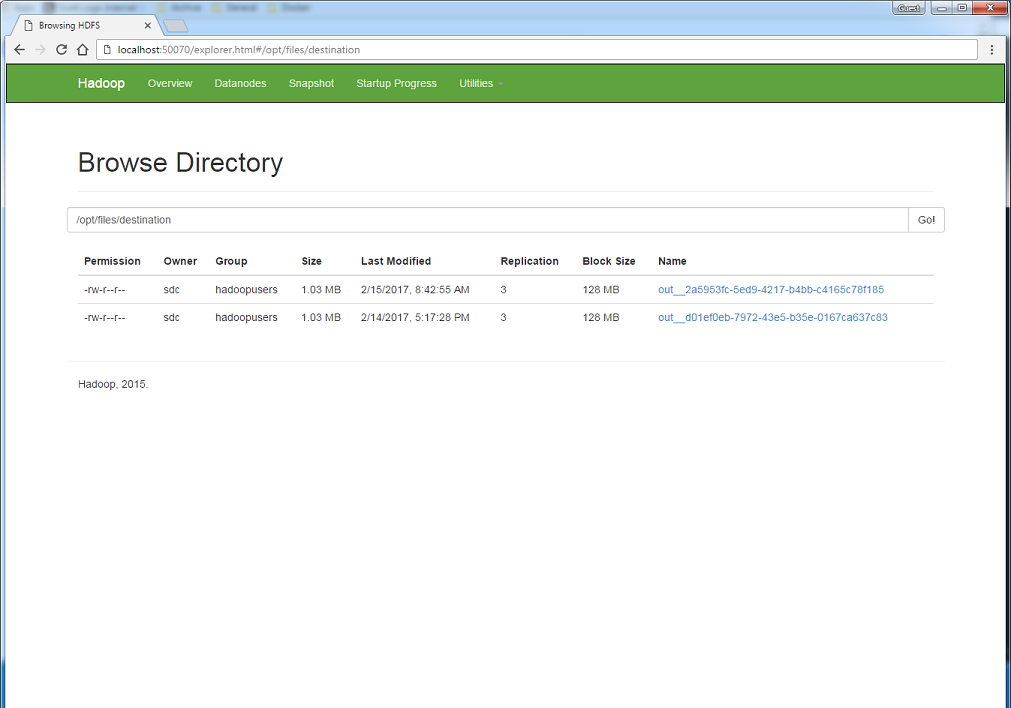 Guest
Browsing HDFS
localhost:50070/explorer.html#/opt/files/destination
Hadoop Overview Datanodes Snapshot Startup Progress Utilities
Browse Directory
/opt/files/destination Go!
Permission Owner Group Size Last Modified Replication Block Size Name
-rw-r--r-- sdc hadoopusers 1.03 MB 2/15/2017, 8:42:55 AM 3 128 MB out__2a5953fc-5ed9-4217-b4bb-c4165c78f185
-rw-r--r-- sdc hadoopusers 1.03 MB 2/14/2017, 5:17:28 PM 3 128 MB out__d01ef0eb-7972-43e5-b35e-0167ca637c83
Hadoop, 2015.